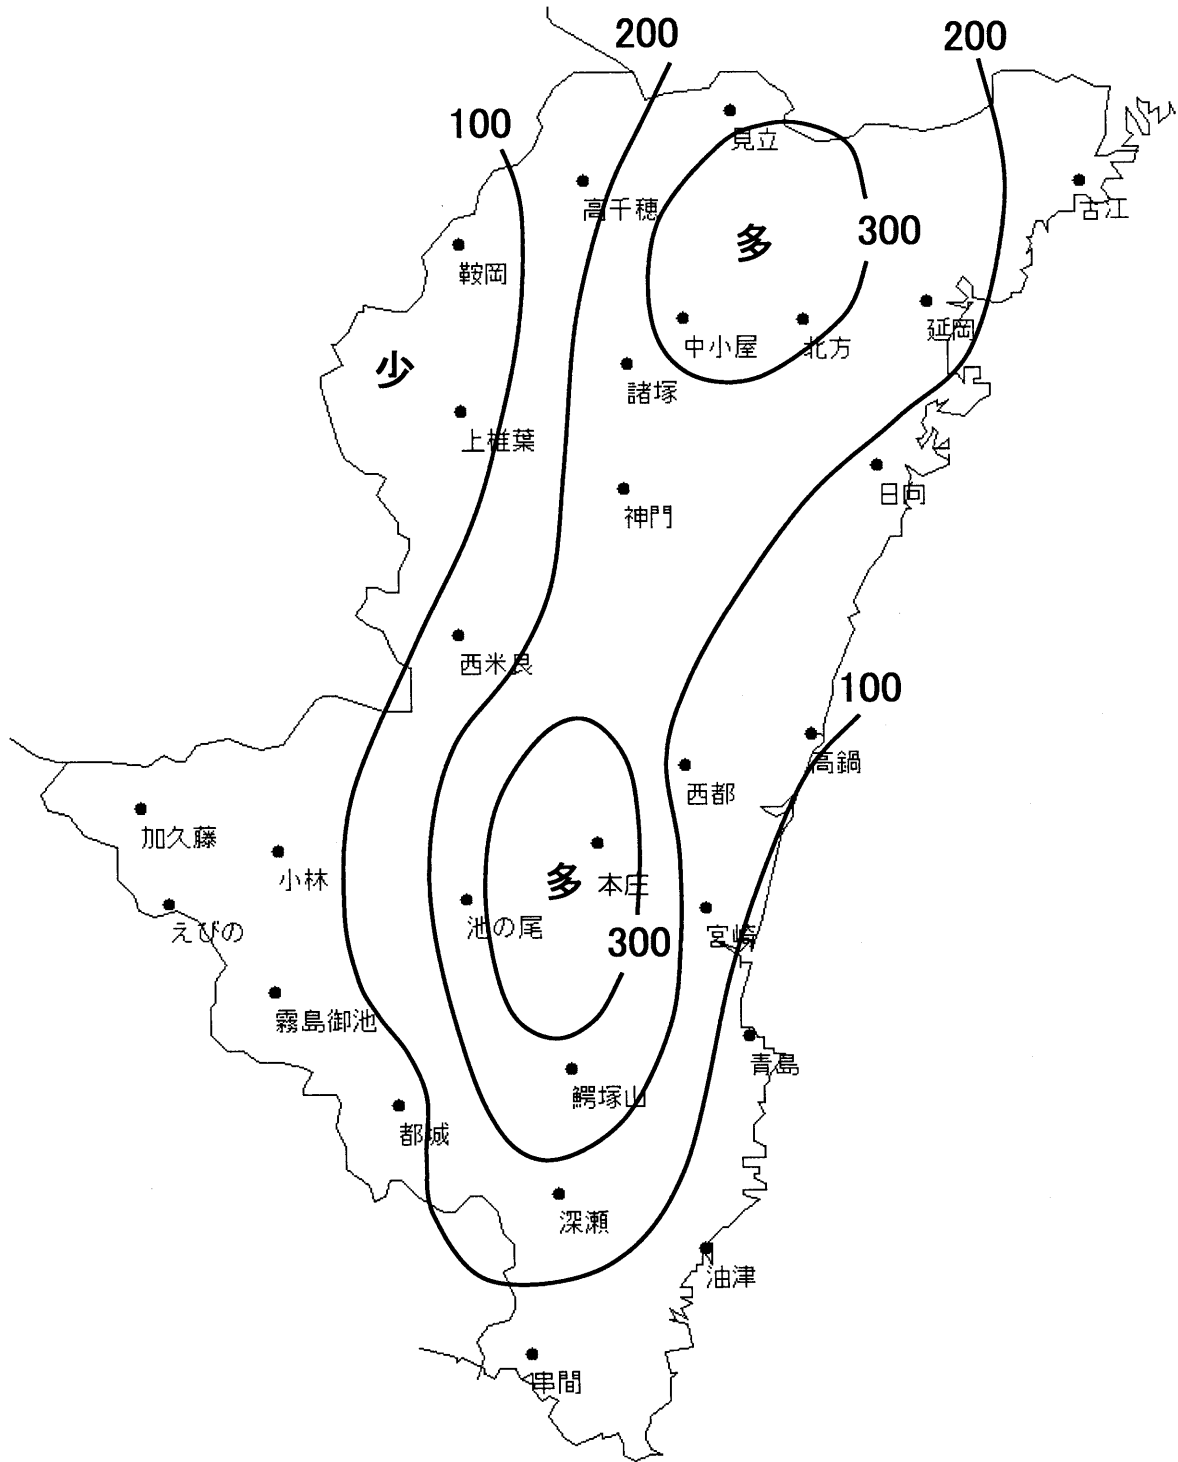 200
200
100
見立
高千穂
古江
300
多
鞍岡
延岡
中小屋
北方
少
諸塚
上椎葉
日向
神門
西米良
100
高鍋
西都
加久藤
小林
多
本庄
池の尾
えびの
宮崎
300
霧島御池
青島
鰐塚山
都城
深瀬
油津
串間